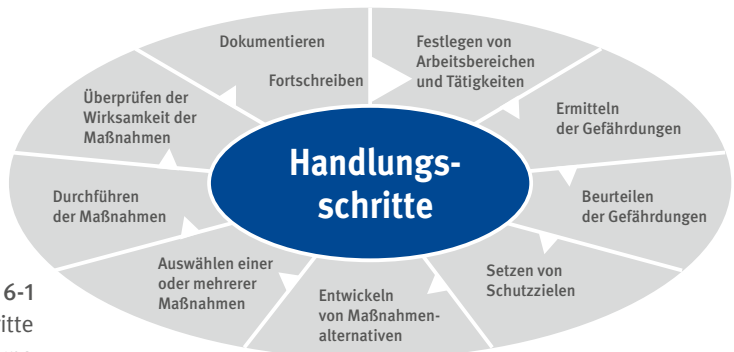 Handlungs-
schritte
Festlegen von
Arbeitsbereichen
und Tätigkeiten
Ermitteln
der Gefährdungen
Beurteilen
der Gefährdungen
Setzen von
Schutzzielen
Entwickeln
von Maßnahmen-
alternativen
Auswählen einer
oder mehrerer
Maßnahmen
Durchführen
der Maßnahmen
Überprüfen der
Wirksamkeit der
Maßnahmen
Dokumentieren
Fortschreiben
6-1
itte